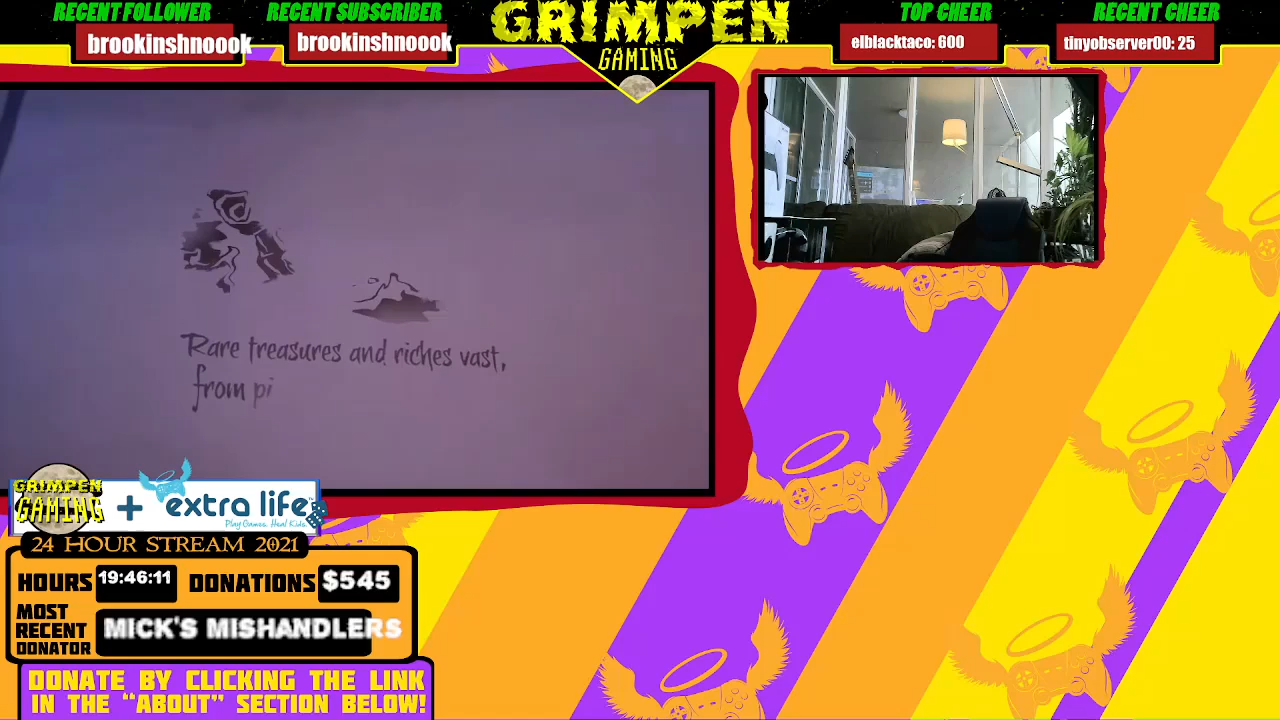 RECENT FOLLOWER
brookinshnoook
RECENT SUBSCRIBER
brookinshnoook
GRIMPEN
GAMING
TOP CHEER
elblacktaco: 600
RECENT CHEER
tinyobserver00: 25
Rare treasures and riches vast,
from pi
GRIMPEN
GAMING
+
extra life
Play Games. Heal Kids.
24 HOUR STREAM 2021
HOURS 19:46:11 DONATIONS $545
MOST
RECENT
DONATOR
MICK'S MISHANDLERS
DONATE BY CLICKING THE LINK
IN THE "ABOUT" SECTION BELOW!